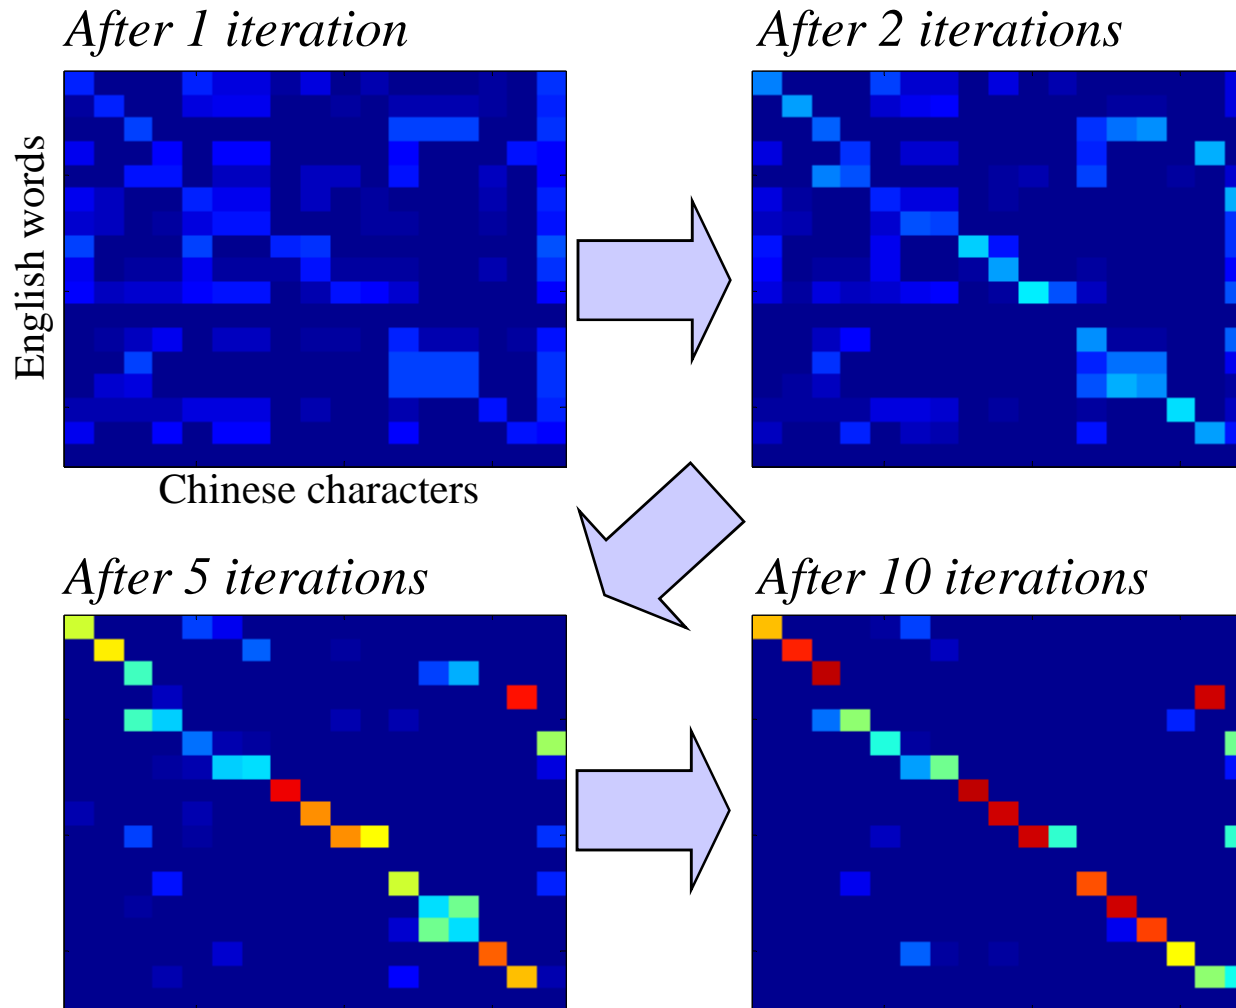 After 1 iteration
After 2 iterations
English words
Chinese characters
After 5 iterations
After 10 iterations